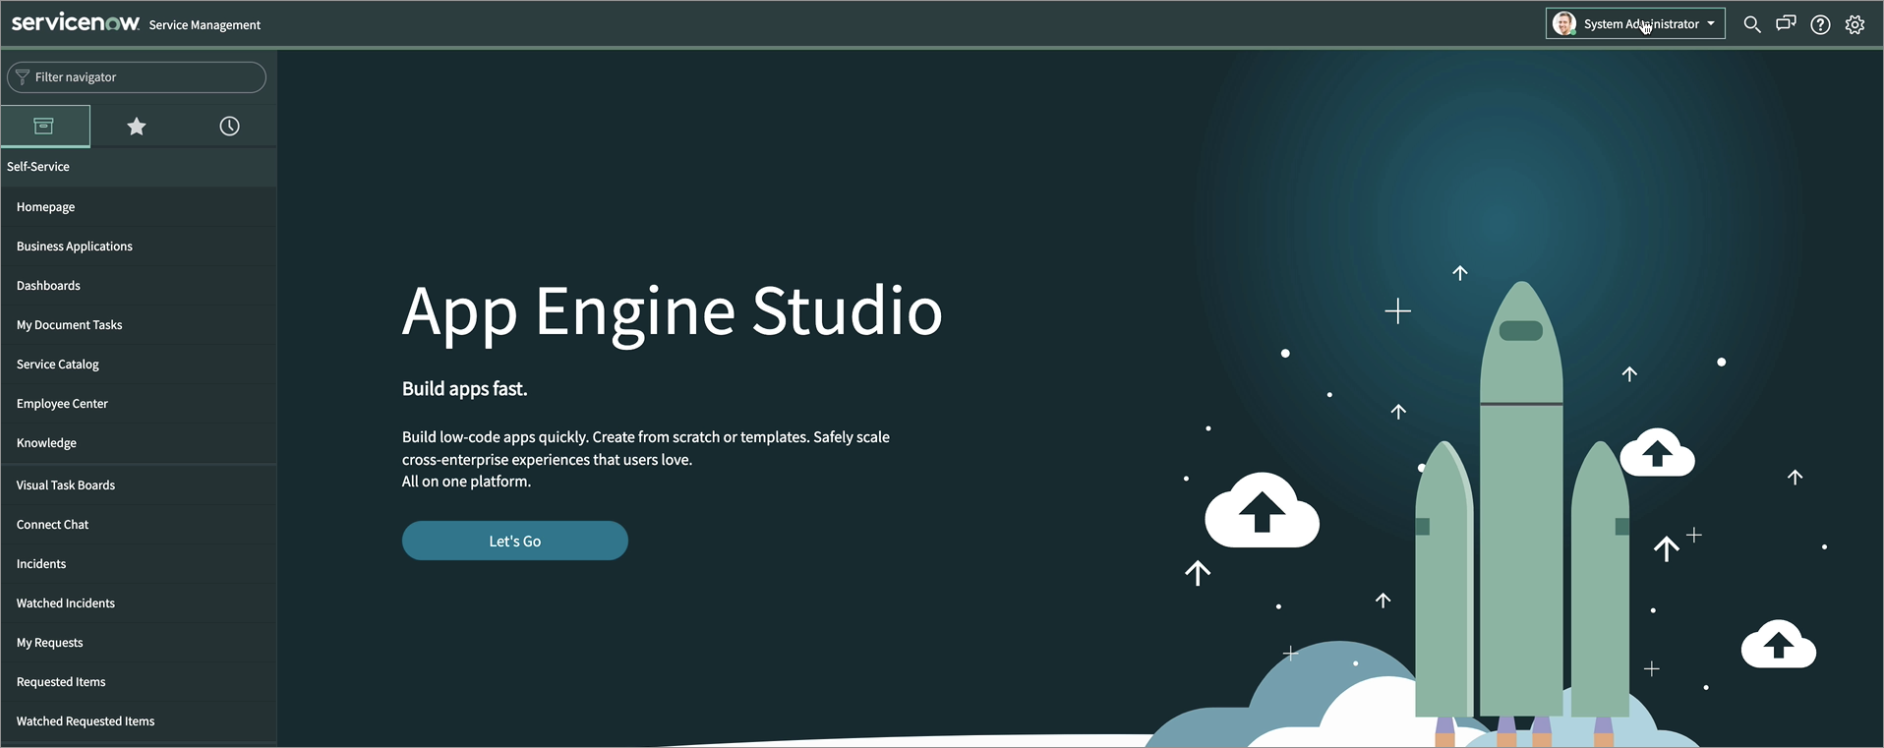 servicenow Service Management
System Administrator
Filter navigator
Self-Service
Homepage
Business Applications
Dashboards
My Document Tasks
Service Catalog
Employee Center
Knowledge
Visual Task Boards
Connect Chat
Incidents
Watched Incidents
My Requests
Requested Items
Watched Requested Items
App Engine Studio
Build apps fast.
Build low-code apps quickly. Create from scratch or templates. Safely scale
cross-enterprise experiences that users love.
All on one platform.
Let's Go